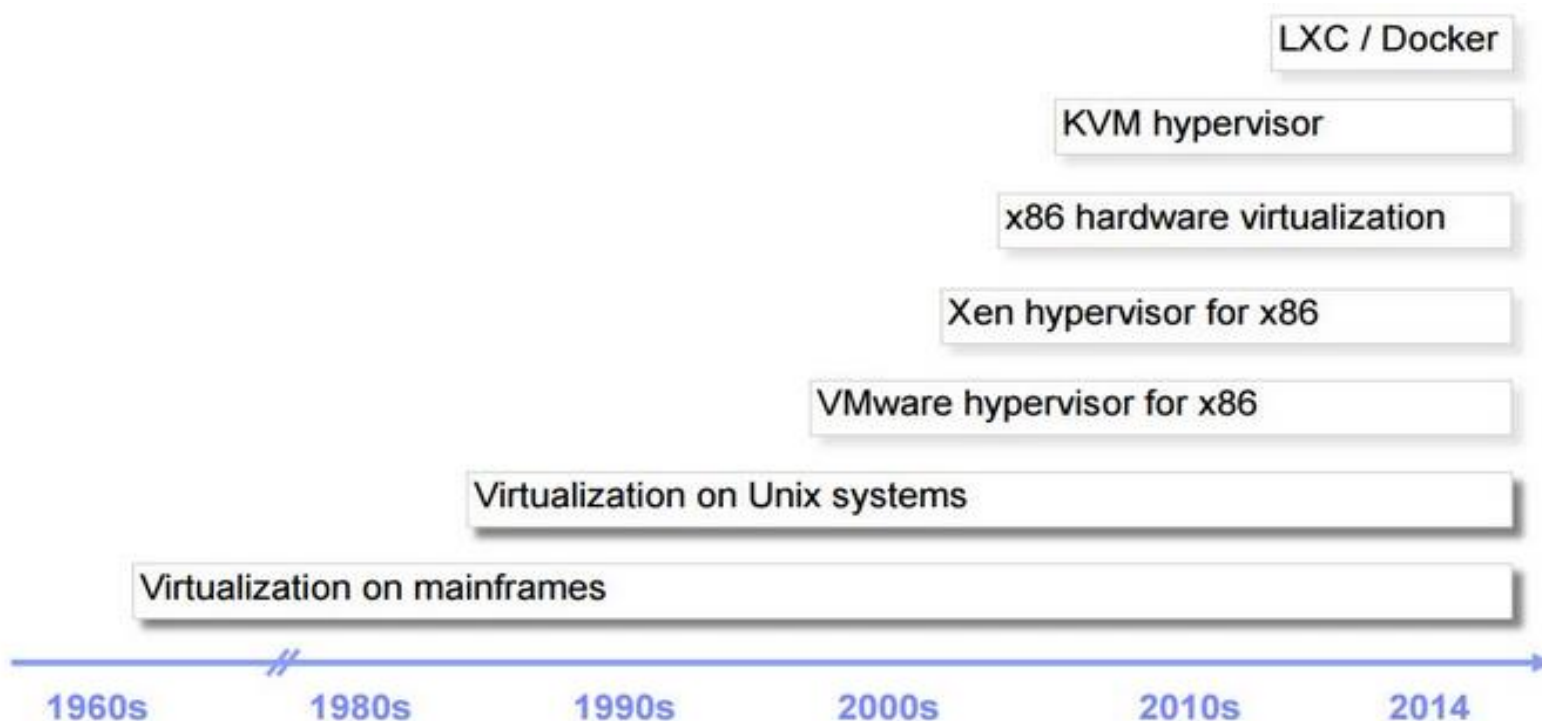 LXC / Docker
KVM hypervisor
x86 hardware virtualization
Xen hypervisor for x86
VMware hypervisor for x86
Virtualization on Unix systems
Virtualization on mainframes
1960s 1980s 1990s 2000s 2010s 2014